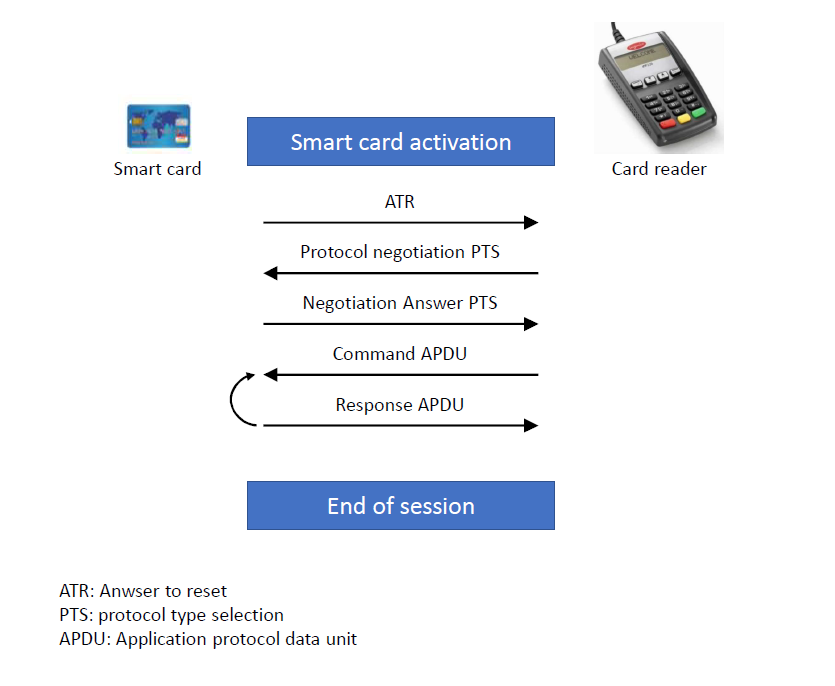 Smart card activation
Smart card
Card reader
ATR
Protocol negotiation PTS
Negotiation Answer PTS
Command APDU
Response APDU
End of session
ATR: Anwser to reset
PTS: protocol type selection
APDU: Application protocol data unit